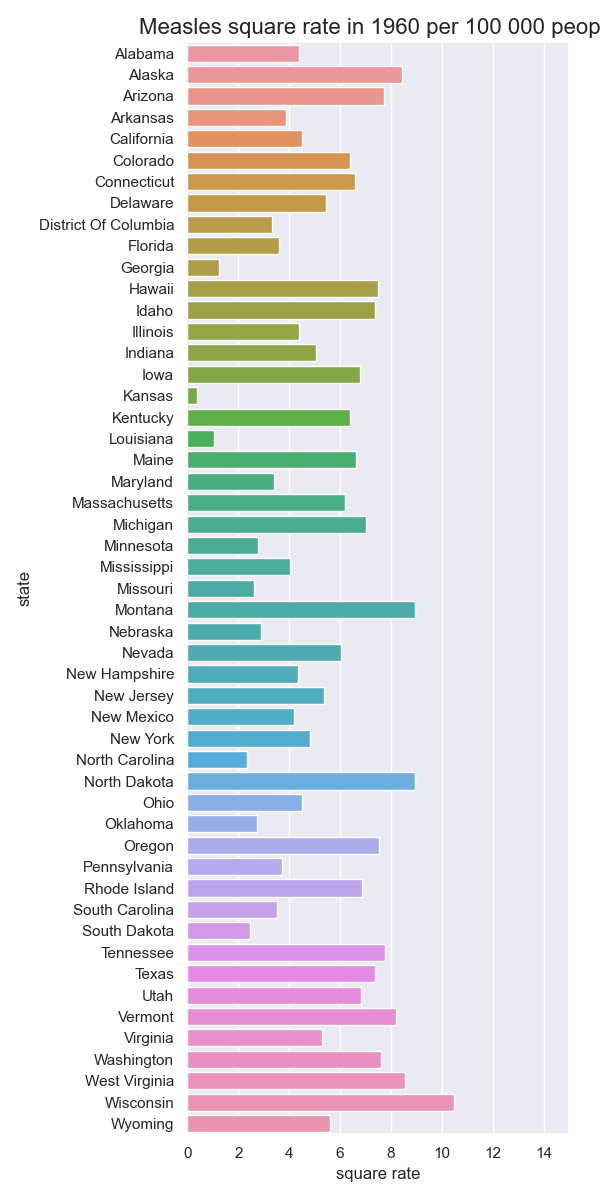 Measles square rate in 1960 per 100 000 peop
Alabama
Alaska
Arizona
Arkansas
California
Colorado
Connecticut
Delaware
District Of Columbia
Florida
Georgia
Hawaii
Idaho
Illinois
Indiana
Iowa
Kansas
Kentucky
Louisiana
Maine
Maryland
Massachusetts
Michigan
Minnesota
Mississippi
Missouri
Montana
Nebraska
Nevada
New Hampshire
New Jersey
New Mexico
New York
North Carolina
North Dakota
Ohio
Oklahoma
Oregon
Pennsylvania
Rhode Island
South Carolina
South Dakota
Tennessee
Texas
Utah
Vermont
Virginia
Washington
West Virginia
Wisconsin
Wyoming
state
0 2 4 6 8 10 12 14
square rate